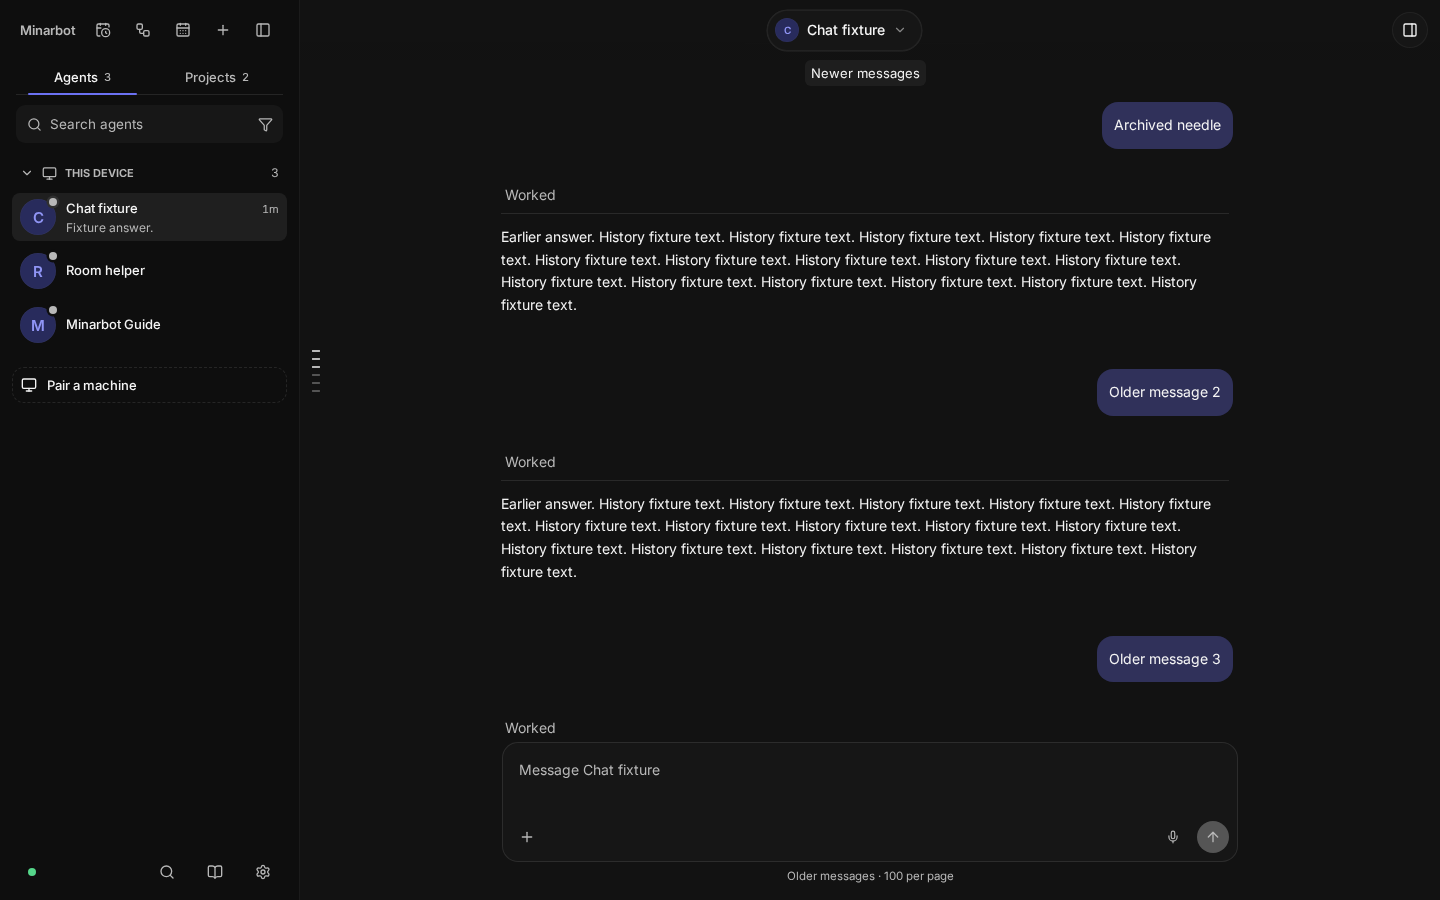 Minarbot
Agents 3
Projects 2
Search agents
THIS DEVICE 3
C
Chat fixture 1m
Fixture answer.
R
Room helper
M
Minarbot Guide
Pair a machine
C Chat fixture
Newer messages
Archived needle
Worked
Earlier answer. History fixture text. History fixture text. History fixture text. History fixture text. History fixture
text. History fixture text. History fixture text. History fixture text. History fixture text. History fixture text.
History fixture text. History fixture text. History fixture text. History fixture text. History fixture text. History
fixture text.
Older message 2
Worked
Earlier answer. History fixture text. History fixture text. History fixture text. History fixture text. History fixture
text. History fixture text. History fixture text. History fixture text. History fixture text. History fixture text.
History fixture text. History fixture text. History fixture text. History fixture text. History fixture text. History
fixture text.
Older message 3
Worked
Message Chat fixture
Older messages · 100 per page